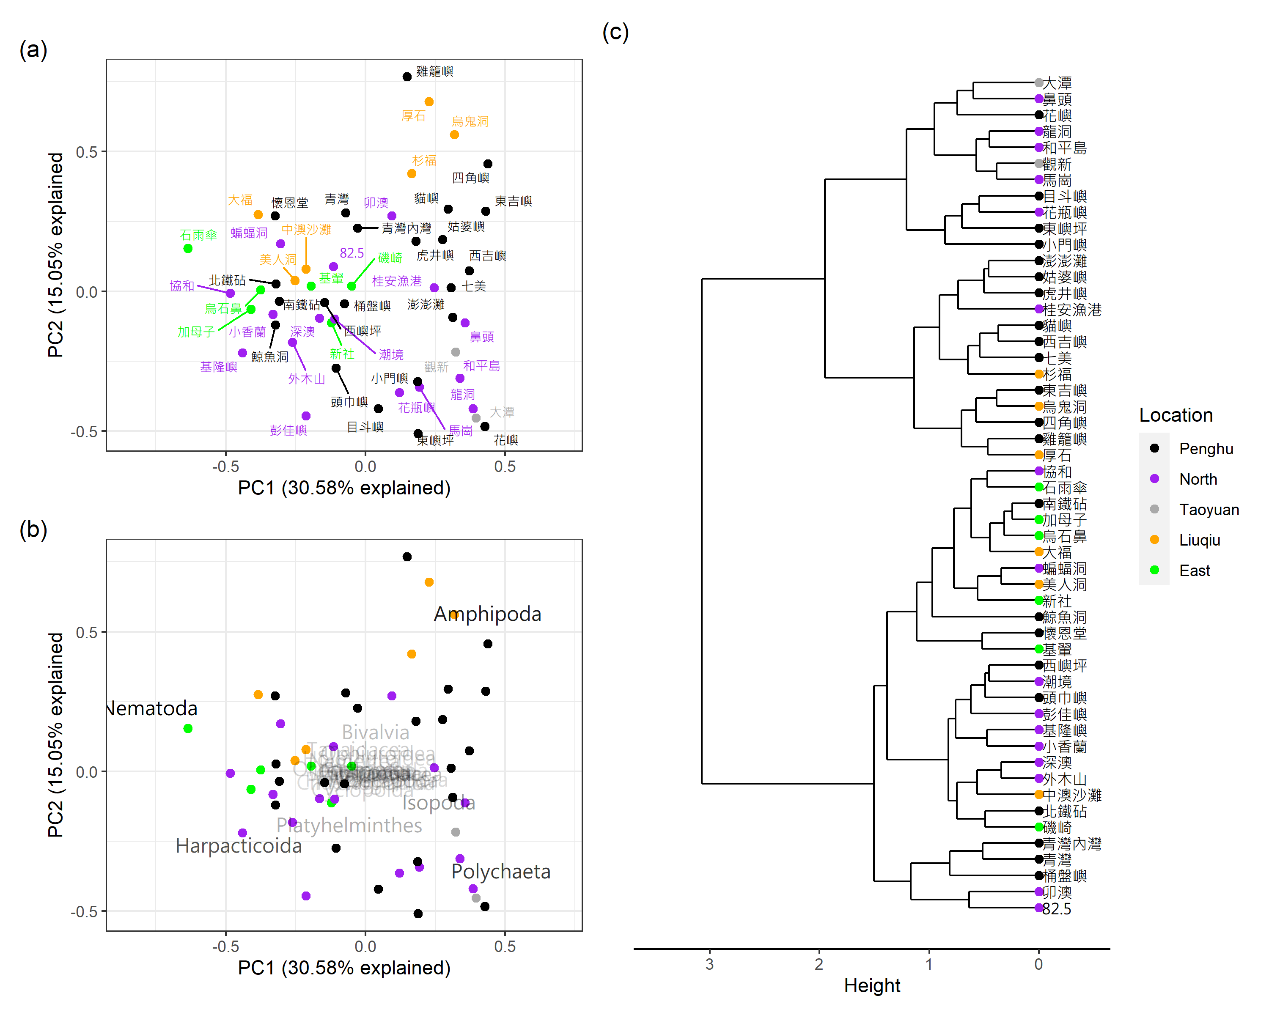 (a)
雞籠嶼
厚石
烏鬼洞
杉福
四角嶼
大福
懷恩堂
青灣
卯澳
貓嶼
東吉嶼
石雨傘
蝙蝠洞
中澳沙灘
青灣內灣
姑婆嶼
虎井嶼
西吉嶼
美人洞
82.5
磯崎
北鐵砧
基翬
桂安漁港
七美
協和
烏石鼻
南鐵砧
桶盤嶼
澎澎灘
加母子
小香蘭
深澳
西嶼坪
鼻頭
基隆嶼
鯨魚洞
新社
潮境
觀新
和平島
外木山
小門嶼
頭巾嶼
花瓶嶼
龍洞
大潭
彭佳嶼
目斗嶼
東嶼坪
馬崗
花嶼
0.5
0.0
-0.5
-0.5
0.0
0.5
PC1 (30.58% explained)
PC2 (15.05% explained
(b)
Amphipoda
Nematoda
Bivalvia
Isopoda
Platyhelminthes
Harpacticoida
Polychaeta
0.5
0.0
-0.5
-0.5
0.0
0.5
PC1 (30.58% explained)
PC2 (15.05% explained
(c)
大潭
鼻頭
花嶼
龍洞
和平島
觀新
馬崗
目斗嶼
花瓶嶼
東嶼坪
小門嶼
澎澎灘
姑婆嶼
虎井嶼
桂安漁港
貓嶼
西吉嶼
七美
杉福
東吉嶼
烏鬼洞
四角嶼
雞籠嶼
厚石
協和
石雨傘
南鐵砧
加母子
烏石鼻
大福
蝙蝠洞
美人洞
新社
鯨魚洞
懷恩堂
基翬
西嶼坪
潮境
頭巾嶼
彭佳嶼
基隆嶼
小香蘭
深澳
外木山
中澳沙灘
北鐵砧
磯崎
青灣內灣
青灣
桶盤嶼
卯澳
82.5
3
2
1
0
Height
Location
Penghu
North
Taoyuan
Liuqiu
East